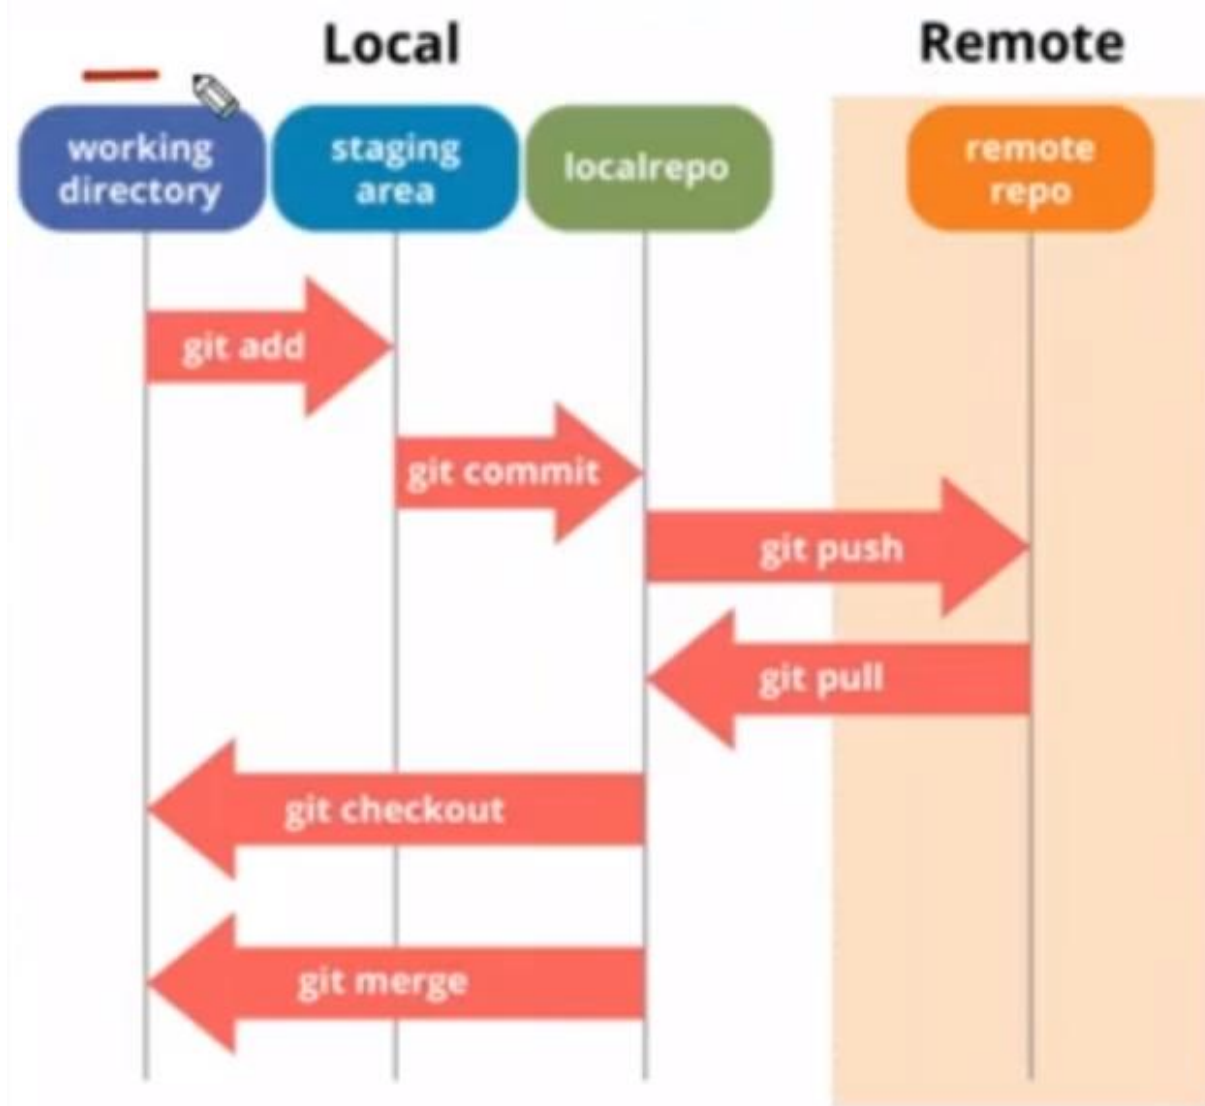 Local
Remote
working
directory
staging
area
localrepo
remote
repo
git add
git commit
git push
git pull
git checkout
git merge